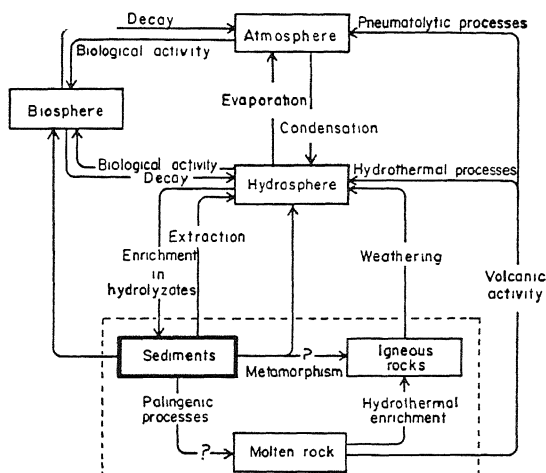 Decay
Pneumatolytic processes
Atmosphere
Biological activity
Biosphere
Evaporation
Condensation
Biological activity
Decay
Hydrothermal processes
Hydrosphere
Extraction
Enrichment
in
hydrolyzates
Weathering
Volcanic
activity
Sediments
?
Metamorphism
Igneous
rocks
Palingenic
processes
Hydrothermal
enrichment
?
Molten rock